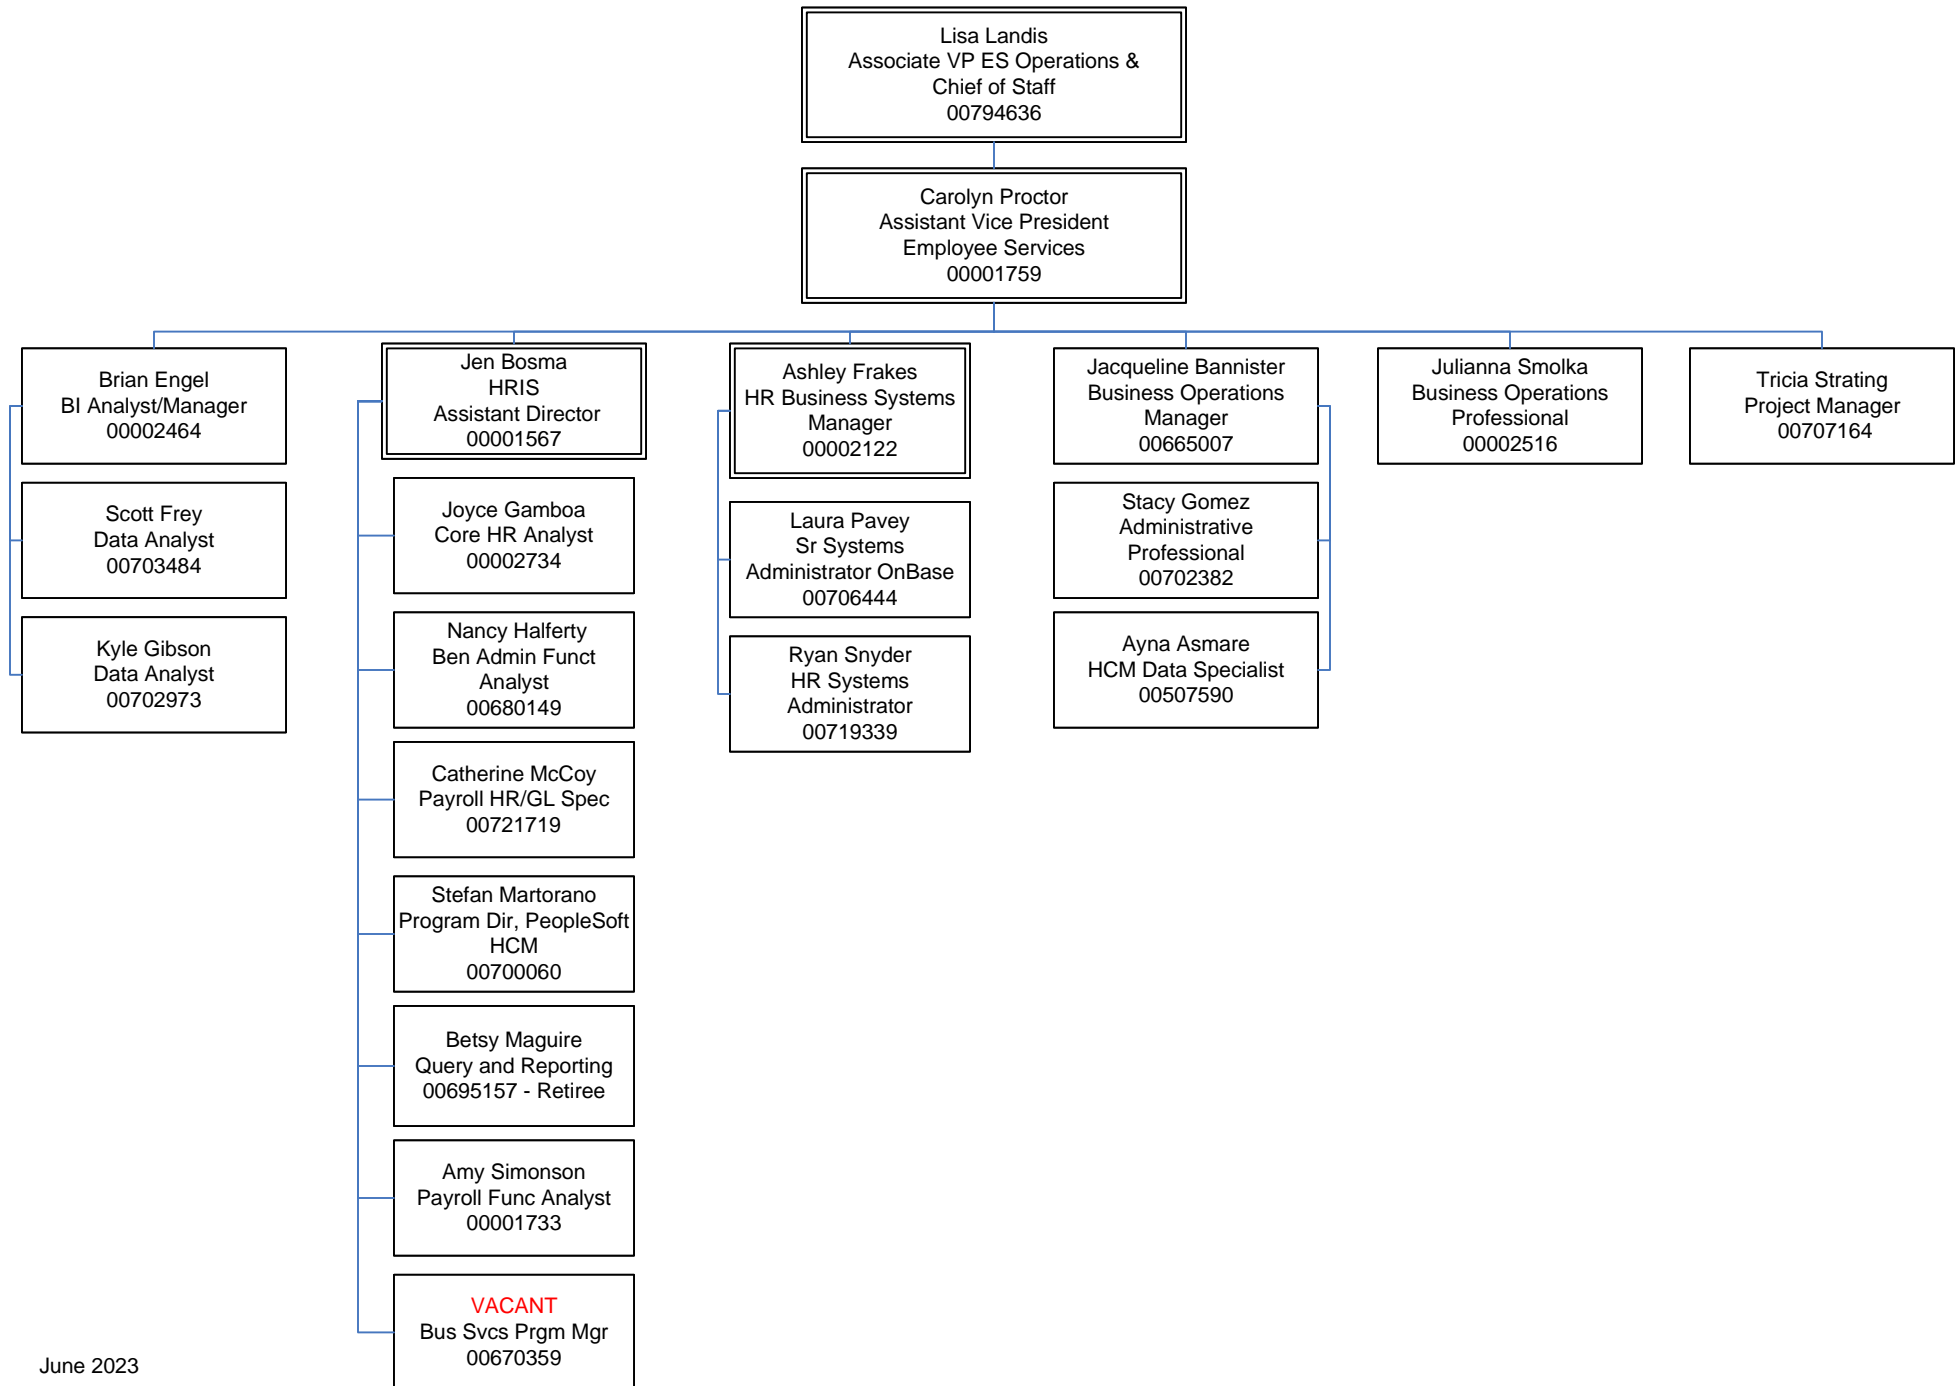 Lisa Landis
Associate VP ES Operations &
Chief of Staff
00794636
Carolyn Proctor
Assistant Vice President
Employee Services
00001759
Brian Engel
BI Analyst/Manager
00002464
Scott Frey
Data Analyst
00703484
Kyle Gibson
Data Analyst
00702973
Jen Bosma
HRIS
Assistant Director
00001567
Joyce Gamboa
Core HR Analyst
00002734
Nancy Halferty
Ben Admin Funct
Analyst
00680149
Catherine McCoy
Payroll HR/GL Spec
00721719
Stefan Martorano
Program Dir, PeopleSoft
HCM
00700060
Betsy Maguire
Query and Reporting
00695157 - Retiree
Amy Simonson
Payroll Func Analyst
00001733
VACANT
Bus Svcs Prgm Mgr
00670359
Ashley Frakes
HR Business Systems
Manager
00002122
Laura Pavey
Sr Systems
Administrator OnBase
00706444
Ryan Snyder
HR Systems
Administrator
00719339
Jacqueline Bannister
Business Operations
Manager
00665007
Stacy Gomez
Administrative
Professional
00702382
Ayna Asmare
HCM Data Specialist
00507590
Julianna Smolka
Business Operations
Professional
00002516
Tricia Strating
Project Manager
00707164
June 2023